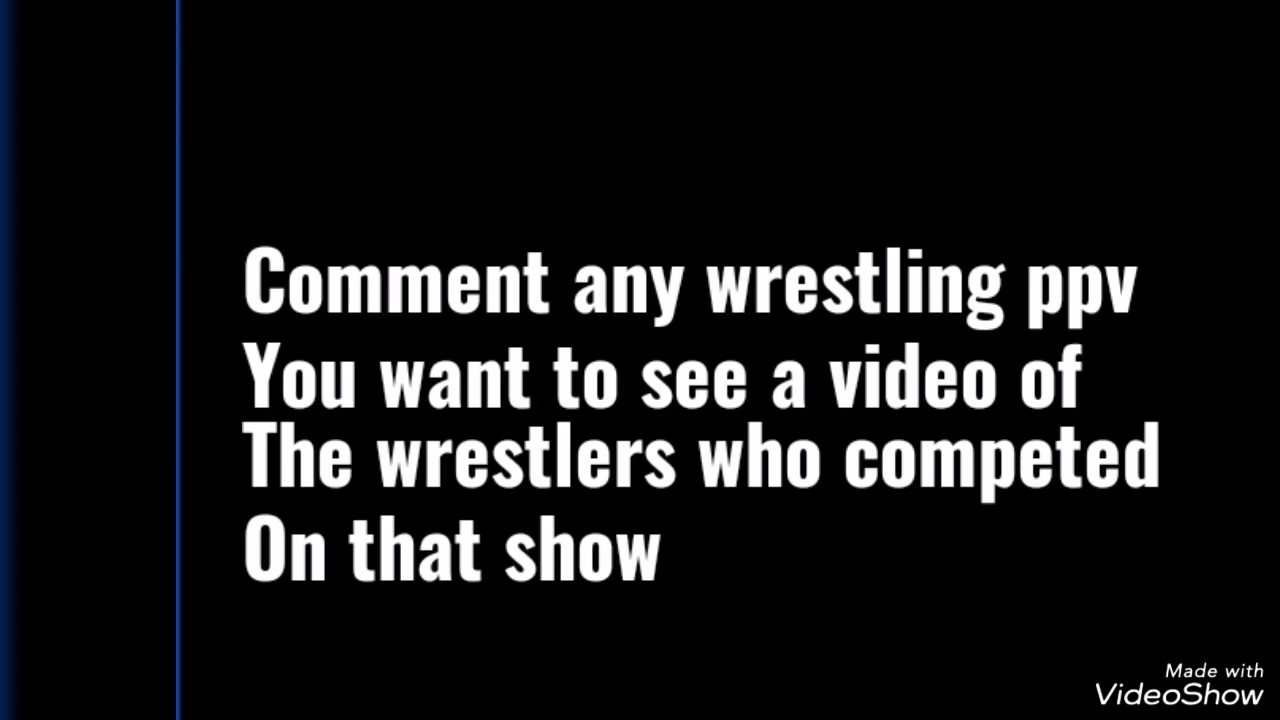 Comment any wrestling ppv
You want to see a video of
The wrestlers who competed
On that show
Made with
VideoShow